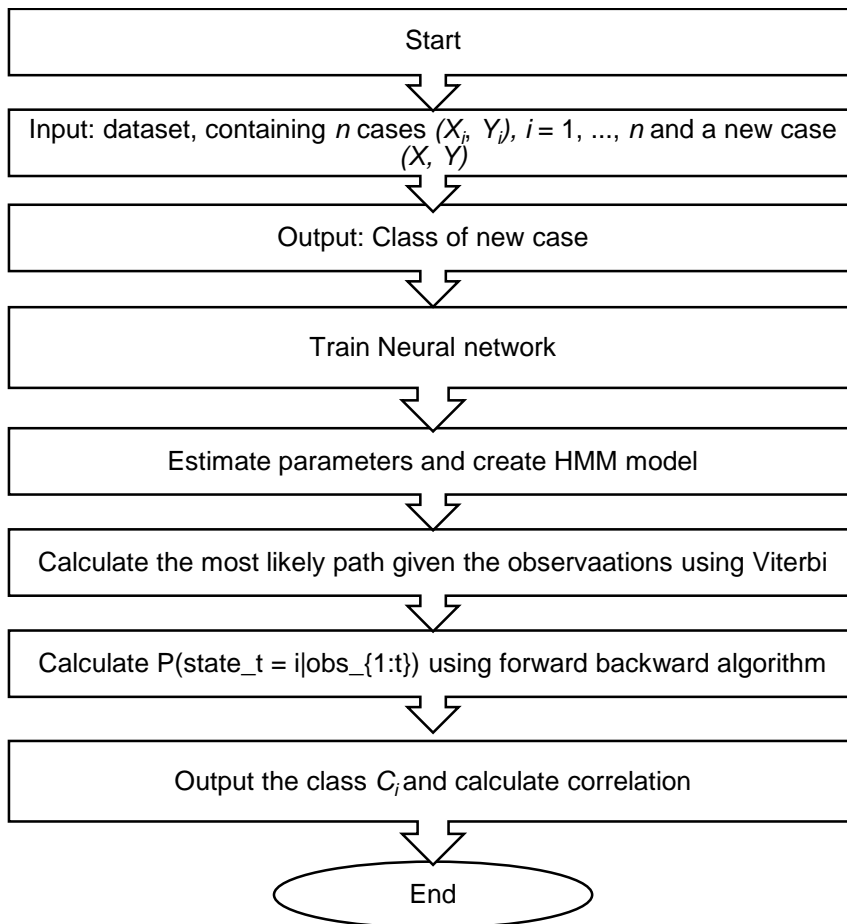 Start
Input: dataset, containing n cases (Xi, Yi), i = 1, ..., n and a new case
(X, Y)
Output: Class of new case
Train Neural network
Estimate parameters and create HMM model
Calculate the most likely path given the observaations using Viterbi
Calculate P(state_t = i|obs_{1:t}) using forward backward algorithm
Output the class Ci and calculate correlation
End